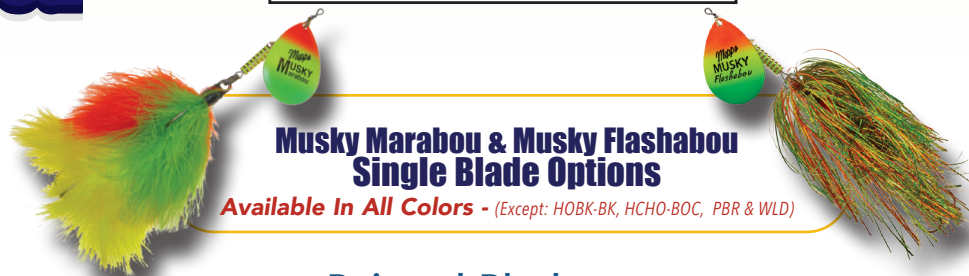 Mepps
MUSKY
Marabou
Mepps
MUSKY
Flashabou
Musky Marabou & Musky Flashabou
Single Blade Options
Available In All Colors - (Except: HOBK-BK, HCHO-BOC, PBR & WLD)